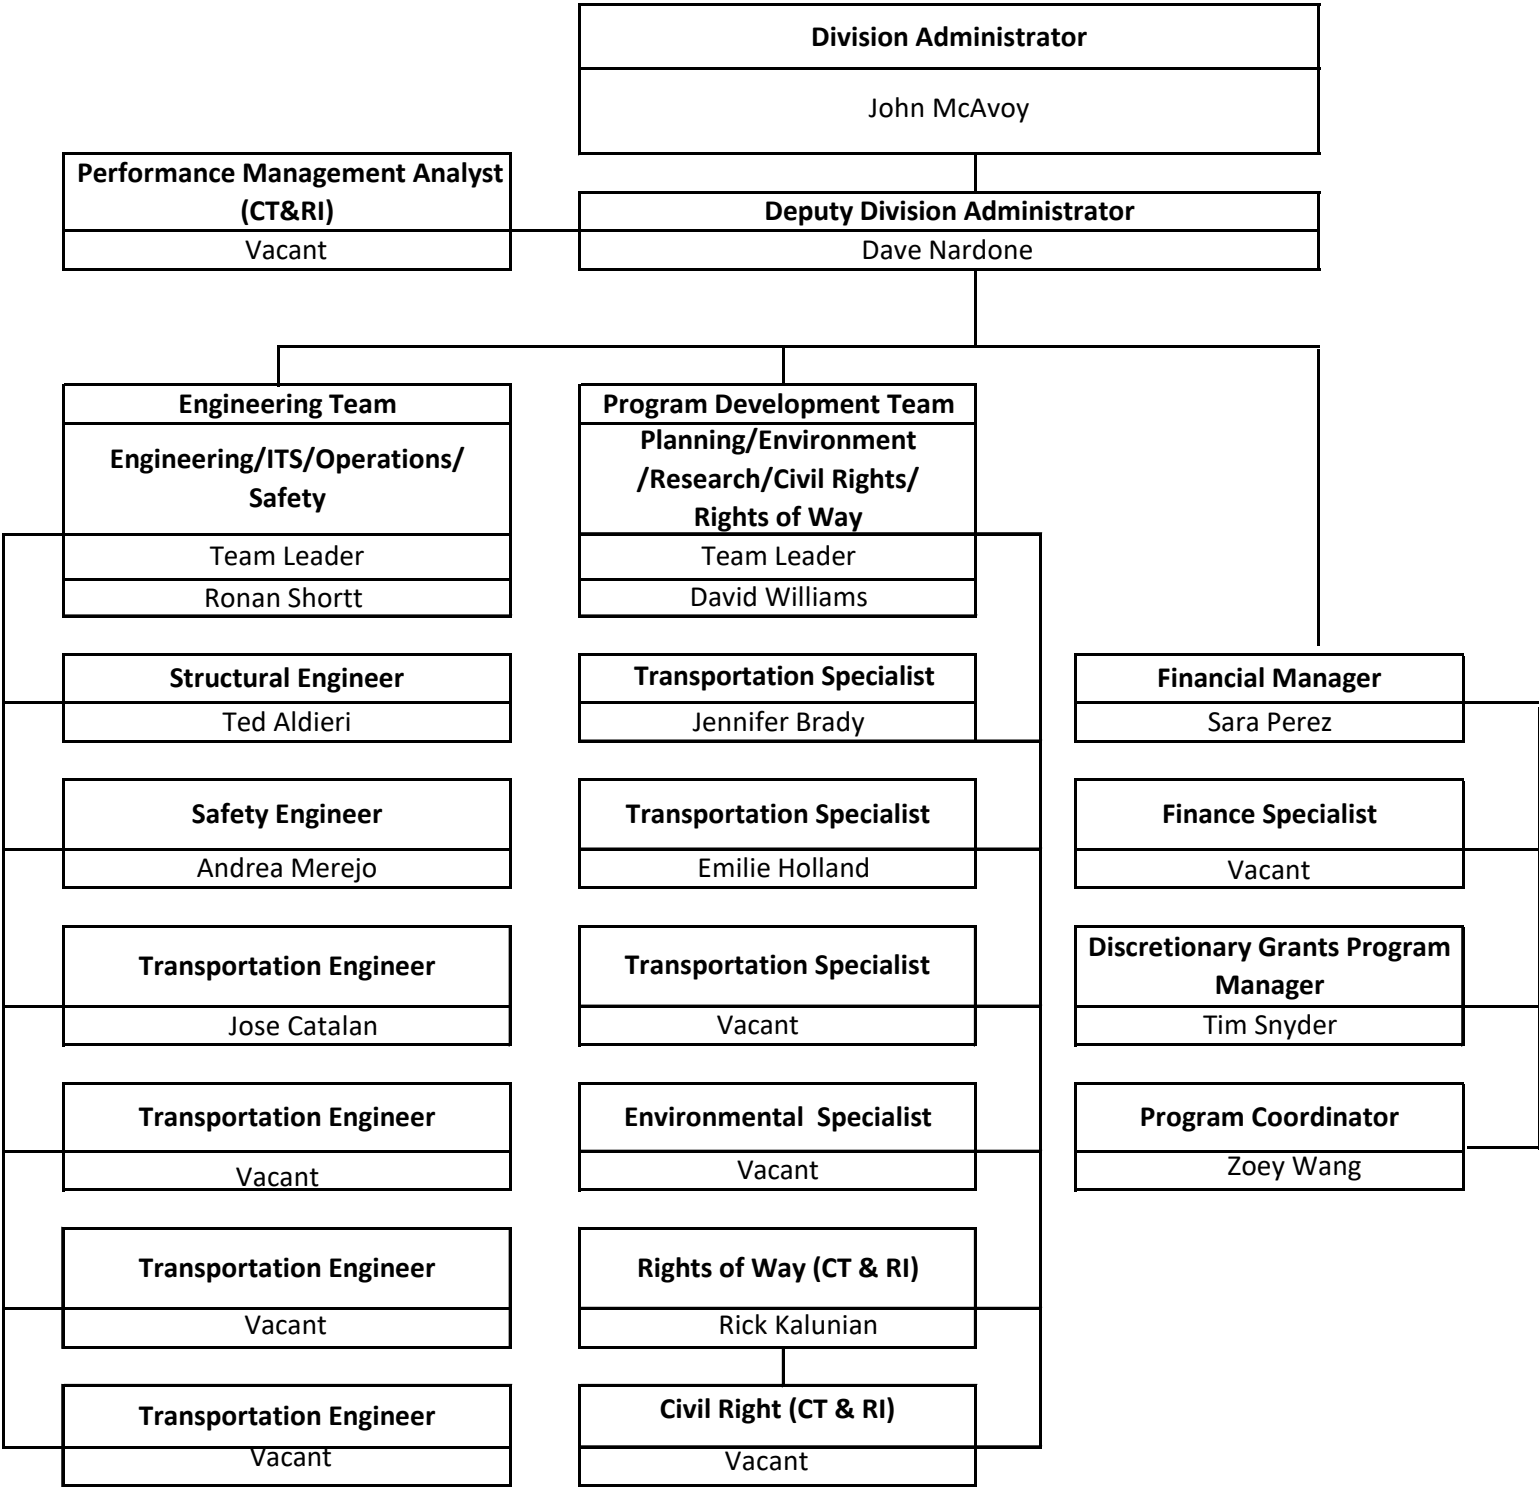 Division Administrator
John McAvoy
Performance Management Analyst
(CT&RI)
Vacant
Deputy Division Administrator
Dave Nardone
Engineering Team
Engineering/ITS/Operations/
Safety
Team Leader
Ronan Shortt
Structural Engineer
Ted Aldieri
Safety Engineer
Andrea Merejo
Transportation Engineer
Jose Catalan
Transportation Engineer
Vacant
Transportation Engineer
Vacant
Transportation Engineer
Vacant
Program Development Team
Planning/Environment
/Research/Civil Rights/
Rights of Way
Team Leader
David Williams
Transportation Specialist
Jennifer Brady
Transportation Specialist
Emilie Holland
Transportation Specialist
Vacant
Environmental  Specialist
Vacant
Rights of Way (CT & RI)
Rick Kalunian
Civil Right (CT & RI)
Vacant
Financial Manager
Sara Perez
Finance Specialist
Vacant
Discretionary Grants Program
Manager
Tim Snyder
Program Coordinator
Zoey Wang